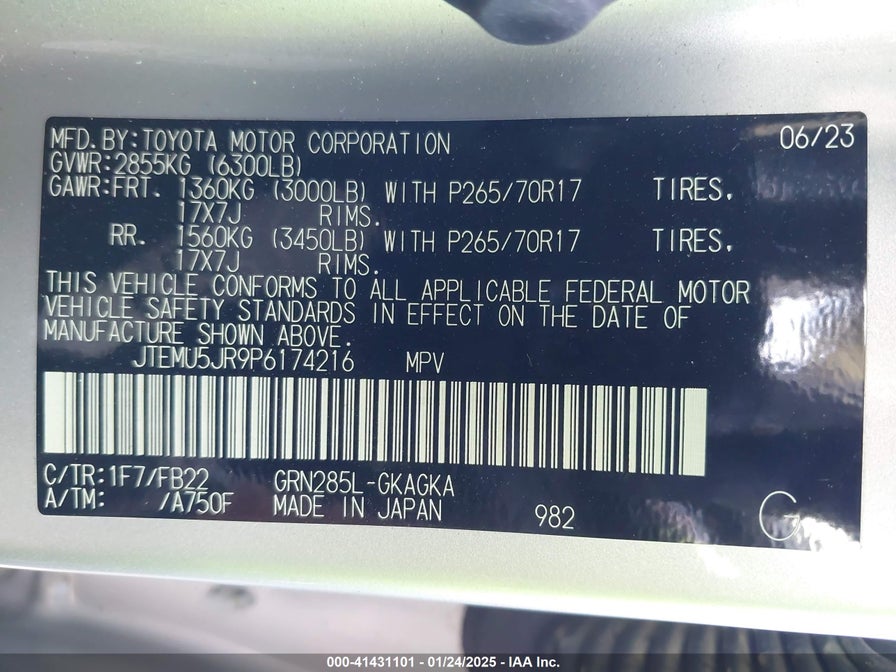 MFD.BY:TOYOTA MOTOR CORPORATION 06/23
GVWR:2855KG (6300LB)
GAWR:FRT. 1360KG (3000LB) WITH P265/70R17 TIRES,
17X7J RIMS.
RR. 1560KG (3450LB) WITH P265/70R17 TIRES,
17X7J RIMS.
THIS VEHICLE CONFORMS TO ALL APPLICABLE FEDERAL MOTOR
VEHICLE SAFETY STANDARDS IN EFFECT ON THE DATE OF
MANUFACTURE SHOWN ABOVE.
JTEMU5JR9P6174216 MPV
C/TR:1F7/FB22 GRN285L-GKAGKA
A/TM: /A750F MADE IN JAPAN 982 G
000-41431101 - 01/24/2025 - IAA Inc.